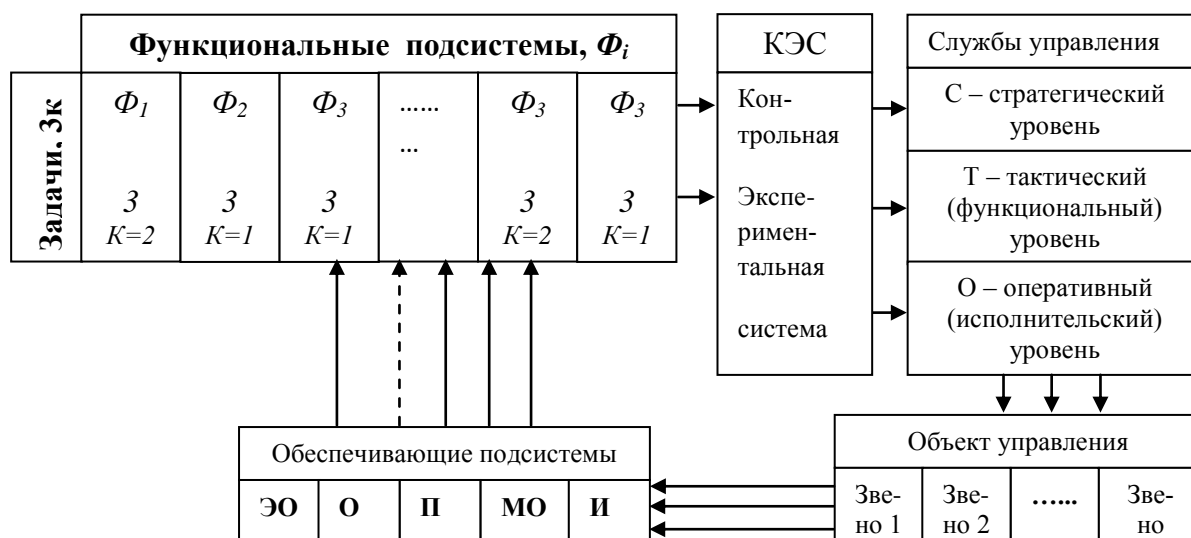 Функциональные подсистемы, Фi
Задачи. Зк
Ф1
Ф2
Ф3
......
...
Ф3
Ф3
З
К=2
З
К=1
З
К=1
З
К=2
З
К=1
КЭС
Кон-
трольная
Экспе-
римен-
тальная
система
Службы управления
С – стратегический
уровень
Т – тактический
(функциональный)
уровень
О – оперативный
(исполнительский)
уровень
Обеспечивающие подсистемы
ЭО
О
П
МО
И
Объект управления
Зве-
но 1
Зве-
но 2
…...
Зве-
но